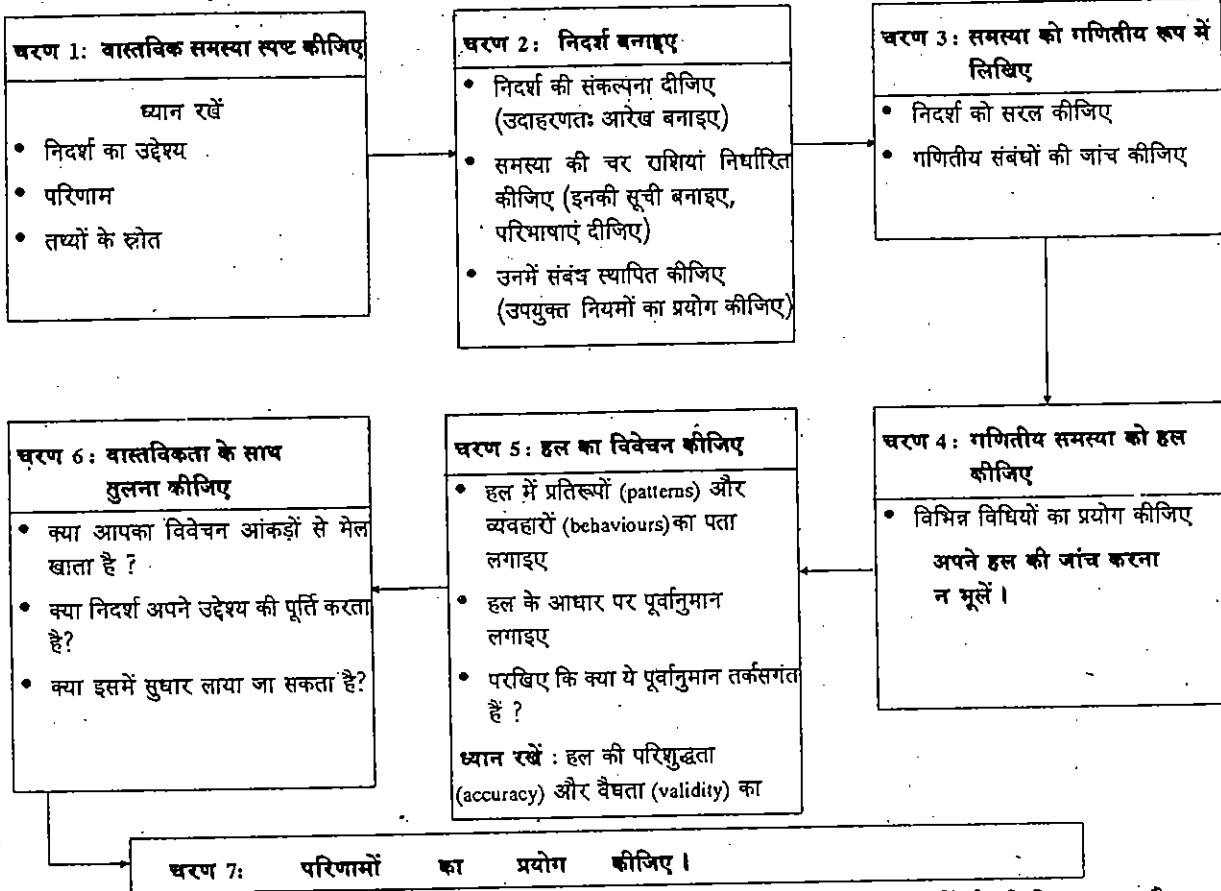 चरण 1: वास्तविक समस्या स्पष्ट कीजिए
ध्यान रखें
• निदर्श का उद्देश्य
• परिणाम
• तथ्यों के स्रोत
चरण 2: निदर्श बनाइए
• निदर्श की संकल्पना दीजिए
(उदाहरणतः आरेख बनाइए)
• समस्या की चर राशियां निर्धारित
कीजिए (इनकी सूची बनाइए,
परिभाषाएं दीजिए)
• उनमें संबंध स्थापित कीजिए
(उपयुक्त नियमों का प्रयोग कीजिए)
चरण 3: समस्या को गणितीय रूप में
लिखिए
• निदर्श को सरल कीजिए
• गणितीय संबंधों की जांच कीजिए
चरण 4: गणितीय समस्या को हल
कीजिए
• विभिन्न विधियों का प्रयोग कीजिए
अपने हल की जांच करना
न भूलें।
चरण 5: हल का विवेचन कीजिए
• हल में प्रतिरूपों (patterns) और
व्यवहारों (behaviours) का पता
लगाइए
• हल के आधार पर पूर्वानुमान
लगाइए
• परखिए कि क्या ये पूर्वानुमान तर्कसगंत
हैं ?
ध्यान रखें : हल की परिशुद्धता
(accuracy) और वैधता (validity) का
चरण 6: वास्तविकता के साथ
तुलना कीजिए
• क्या आपका विवेचन आंकड़ों से मेल
खाता है ?
• क्या निदर्श अपने उद्देश्य की पूर्ति करता
है?
• क्या इसमें सुधार लाया जा सकता है?
चरण 7: परिणामों का प्रयोग कीजिए।